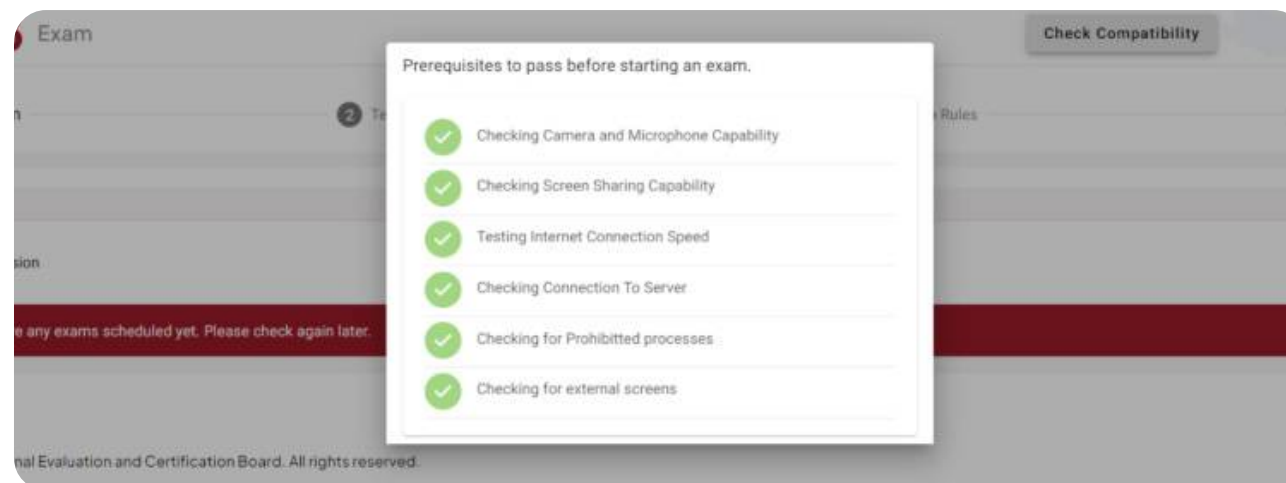 Exam
Check Compatibility
Prerequisites to pass before starting an exam.
2
Rules
Checking Camera and Microphone Capability
Checking Screen Sharing Capability
Testing Internet Connection Speed
sion
Checking Connection To Server
e any exams scheduled yet. Please check again later.
Checking for Prohibitted processes
Checking for external screens
nal Evaluation and Certification Board. All rights reserved.